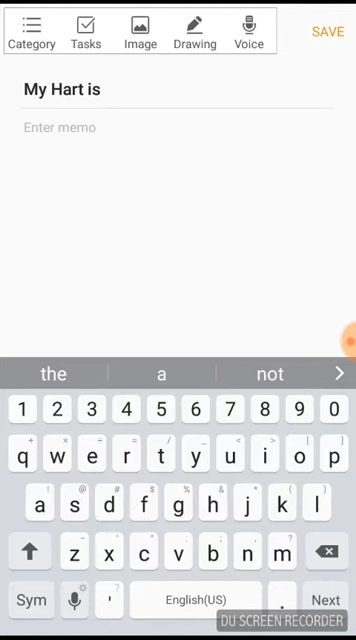 SAVE
Category Tasks Image Drawing Voice
My Hart is
Enter memo
the a not
1 2 3 4 5 6 7 8 9 0
+ × ÷ = / _ < > [ ]
q w e r t y u i o p
! @ # $ % & * ( )
a s d f g h j k l
- ' " : ; , ?
z x c v b n m
Sym ' ? English(US) . Next
DU SCREEN RECORDER